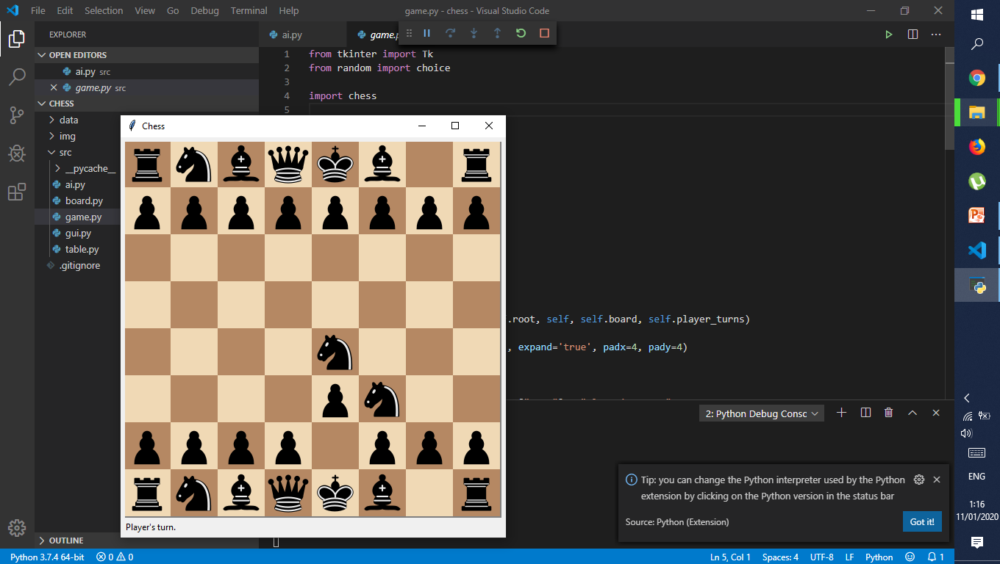 File Edit Selection View Go Debug Terminal Help
game.py - chess - Visual Studio Code
EXPLORER
OPEN EDITORS
ai.py src
game.py src
CHESS
data
img
src
__pycache__
ai.py
board.py
game.py
gui.py
table.py
.gitignore
OUTLINE
ai.py
1 from tkinter import Tk
2 from random import choice
3
4 import chess
5
.root, self, self.board, self.player_turns)
, expand='true', padx=4, pady=4)
Chess
Player's turn.
2: Python Debug Consc
Tip: you can change the Python interpreter used by the Python
extension by clicking on the Python version in the status bar
Source: Python (Extension)
Got it!
Python 3.7.4 64-bit
0
0
Ln 5, Col 1
Spaces: 4
UTF-8
LF
Python
1
ENG
1:16
11/01/2020